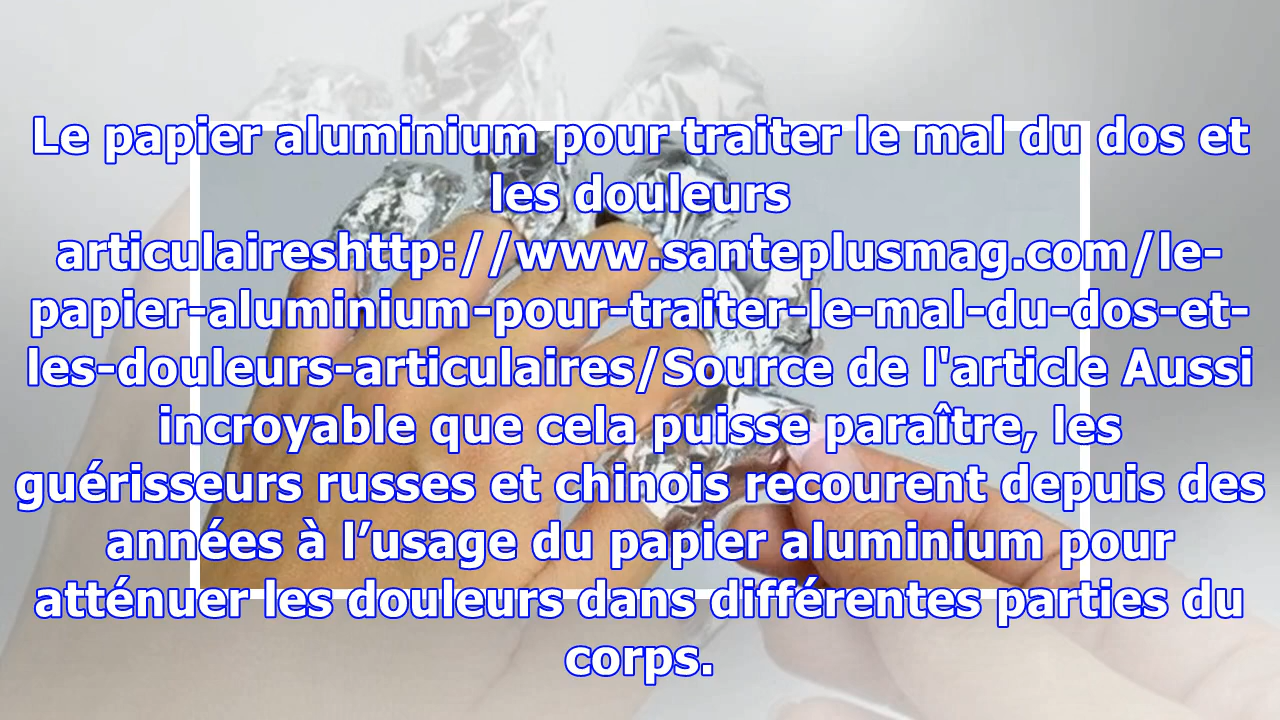 Le papier aluminium pour traiter le mal du dos et
les douleurs
articulaireshttp://www.santeplusmag.com/le-
papier-aluminium-pour-traiter-le-mal-du-dos-et-
les-douleurs-articulaires/Source de l'article Aussi
incroyable que cela puisse paraître, les
guérisseurs russes et chinois recourent depuis des
années à l’usage du papier aluminium pour
atténuer les douleurs dans différentes parties du
corps.